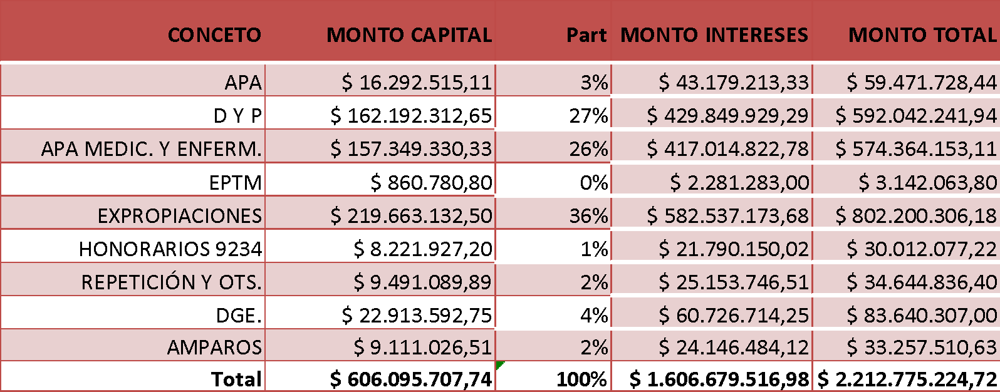 CONCETO MONTO CAPITAL Part MONTO INTERESES MONTO TOTAL
APA $ 16.292.515,11 3% $ 43.179.213,33 $ 59.471.728,44
D Y P $ 162.192.312,65 27% $ 429.849.929,29 $ 592.042.241,94
APA MEDIC. Y ENFERM. $ 157.349.330,33 26% $ 417.014.822,78 $ 574.364.153,11
EPTM $ 860.780,80 0% $ 2.281.283,00 $ 3.142.063,80
EXPROPIACIONES $ 219.663.132,50 36% $ 582.537.173,68 $ 802.200.306,18
HONORARIOS 9234 $ 8.221.927,20 1% $ 21.790.150,02 $ 30.012.077,22
REPETICIÓN Y OTS. $ 9.491.089,89 2% $ 25.153.746,51 $ 34.644.836,40
DGE. $ 22.913.592,75 4% $ 60.726.714,25 $ 83.640.307,00
AMPAROS $ 9.111.026,51 2% $ 24.146.484,12 $ 33.257.510,63
Total $ 606.095.707,74 100% $ 1.606.679.516,98 $ 2.212.775.224,72